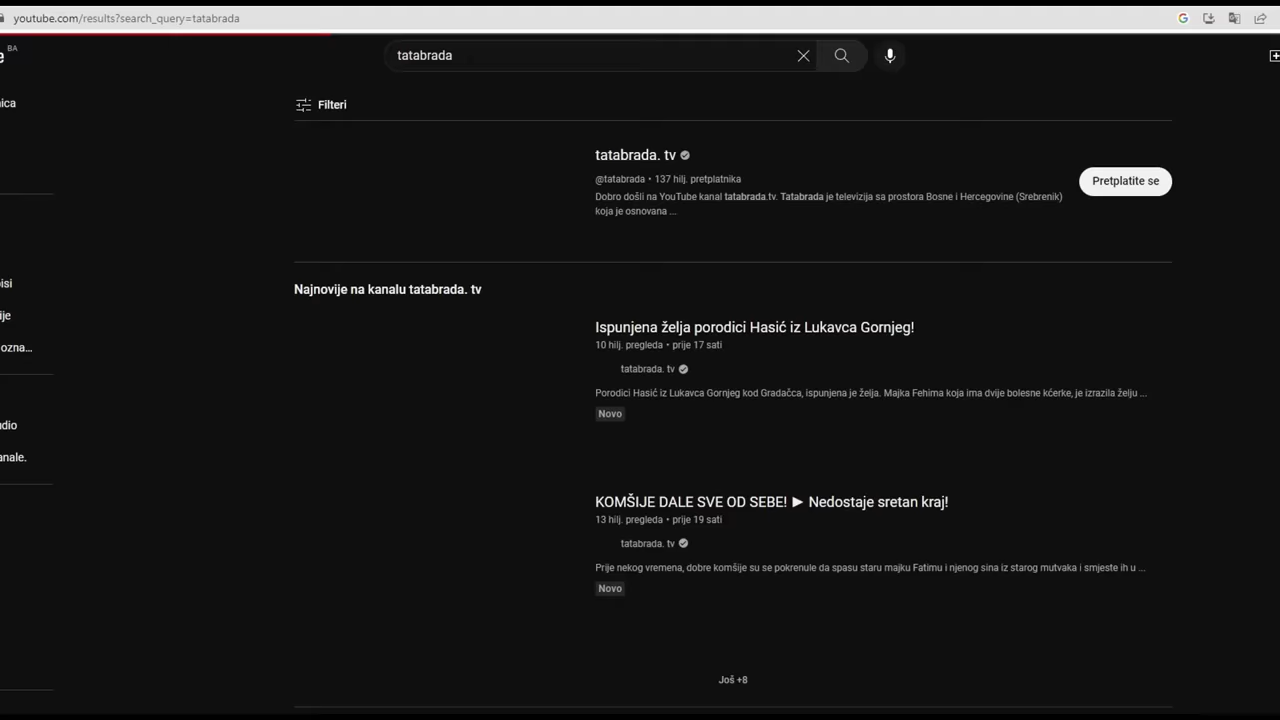 youtube.com/results?search_query=tatabrada
e BA
tatabrada
ica
Filteri
tatabrada. tv
@tatabrada • 137 hilj. pretplatnika
Pretplatite se
Dobro došli na YouTube kanal tatabrada.tv. Tatabrada je televizija sa prostora Bosne i Hercegovine (Srebrenik)
koja je osnovana ...
isi
Najnovije na kanalu tatabrada. tv
ije
Ispunjena želja porodici Hasić iz Lukavca Gornjeg!
10 hilj. pregleda • prije 17 sati
ozna...
tatabrada. tv
Porodici Hasić iz Lukavca Gornjeg kod Gradačca, ispunjena je želja. Majka Fehima koja ima dvije bolesne kćerke, je izrazila želju ...
Novo
dio
anale.
KOMŠIJE DALE SVE OD SEBE! ► Nedostaje sretan kraj!
13 hilj. pregleda • prije 19 sati
tatabrada. tv
Prije nekog vremena, dobre komšije su se pokrenule da spasu staru majku Fatimu i njenog sina iz starog mutvaka i smjeste ih u ...
Novo
Još +8